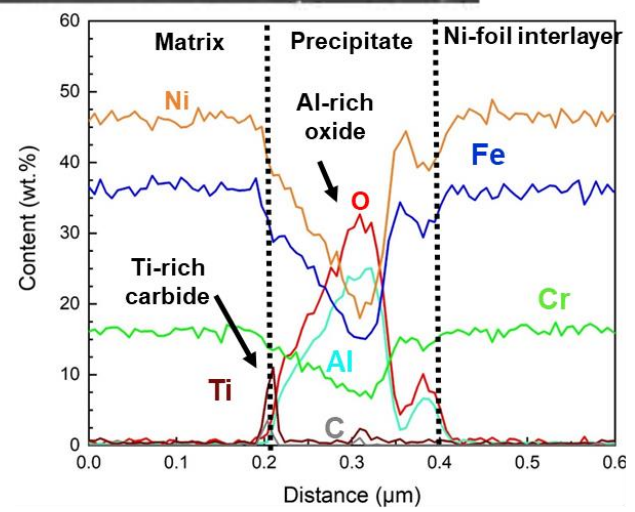 60
50
40
30
20
10
0
Content (wt.%)
Matrix
Precipitate
Ni-foil interlayer
Ni
Al-rich
oxide
Fe
O
Ti-rich
carbide
Cr
Ti
Al
C
0.0 0.1 0.2 0.3 0.4 0.5 0.6
Distance (µm)